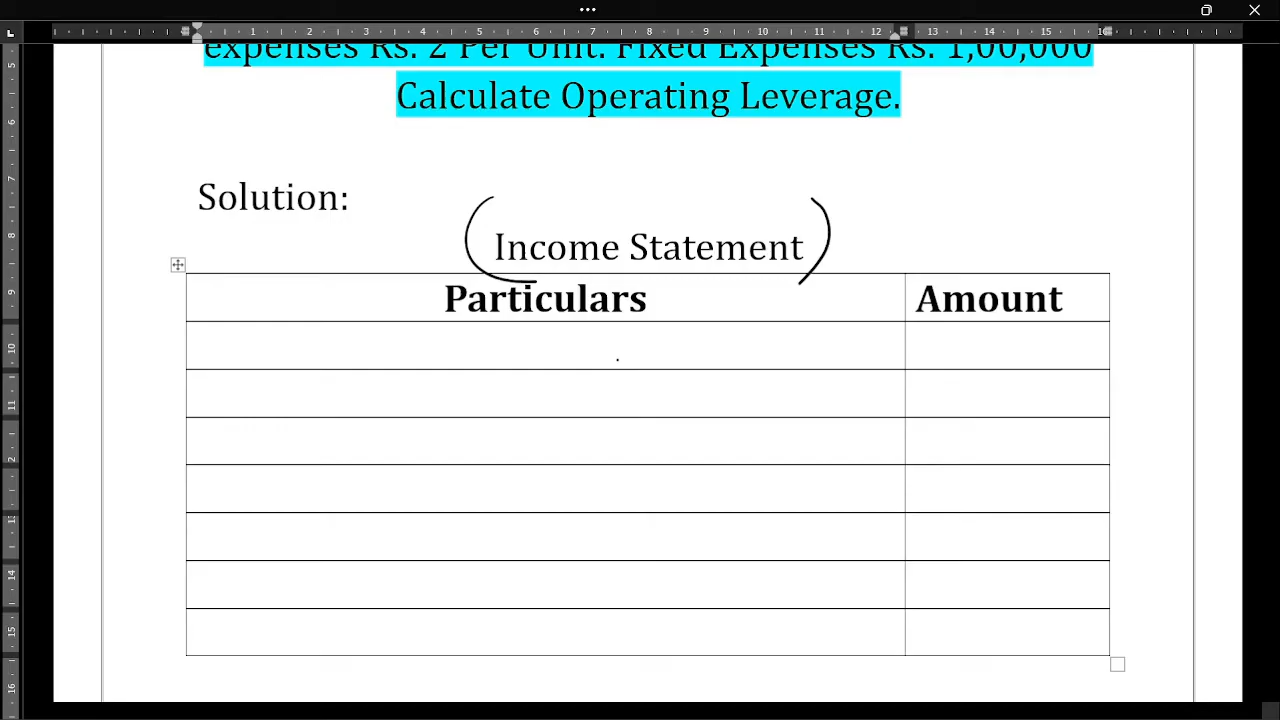 expenses Rs. 2 Per Unit. Fixed Expenses Rs. 1,00,000
Calculate Operating Leverage.
Solution:
Income Statement
Particulars Amount